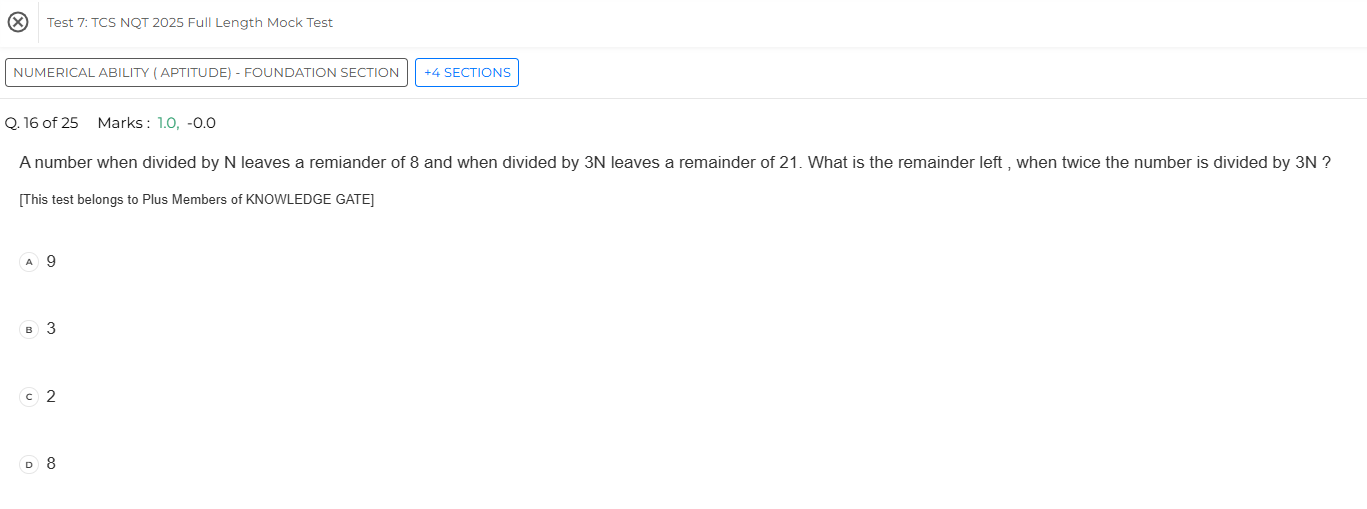 Test 7: TCS NQT 2025 Full Length Mock Test
NUMERICAL ABILITY ( APTITUDE) - FOUNDATION SECTION +4 SECTIONS
Q. 16 of 25 Marks : 1.0, -0.0
A number when divided by N leaves a remiander of 8 and when divided by 3N leaves a remainder of 21. What is the remainder left , when twice the number is divided by 3N ?
[This test belongs to Plus Members of KNOWLEDGE GATE]
A 9
B 3
C 2
D 8